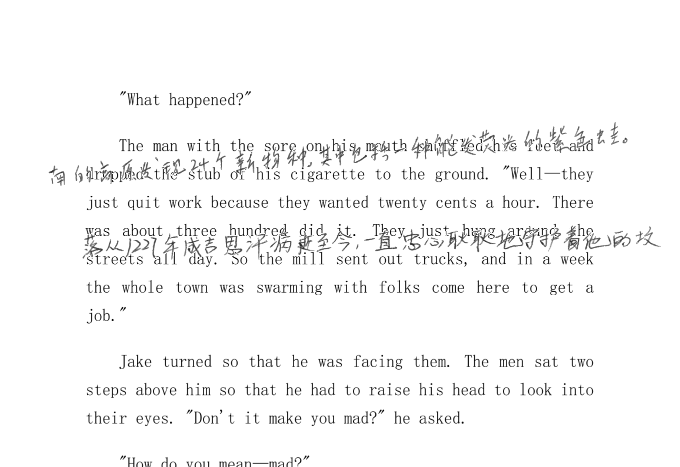 "What happened?"
The man with the sore on his mouth shuffled his feet and
南的高原发现24个新物种,其中包括一种能发荧光的紫色蛙。
dropped the stub of his cigarette to the ground. "Well—they
just quit work because they wanted twenty cents a hour. There
was about three hundred did it. They just hung around the
落从1227年成吉思汗病逝至今,一直忠心耿耿地守护着他的坟
streets all day. So the mill sent out trucks, and in a week
the whole town was swarming with folks come here to get a
job."
Jake turned so that he was facing them. The men sat two
steps above him so that he had to raise his head to look into
their eyes. "Don't it make you mad?" he asked.
"How do you mean—mad?"